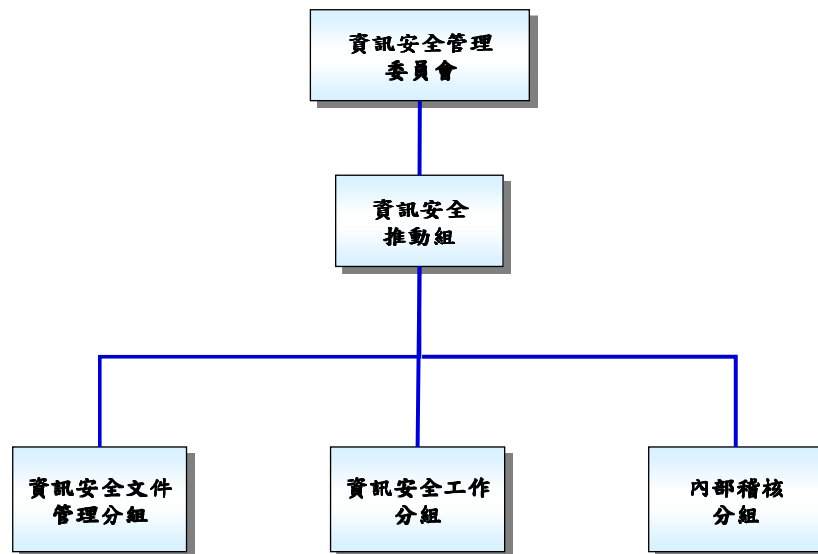 資訊安全管理
委員會
資訊安全
推動組
資訊安全文件
管理分組
資訊安全工作
分組
內部稽核
分組